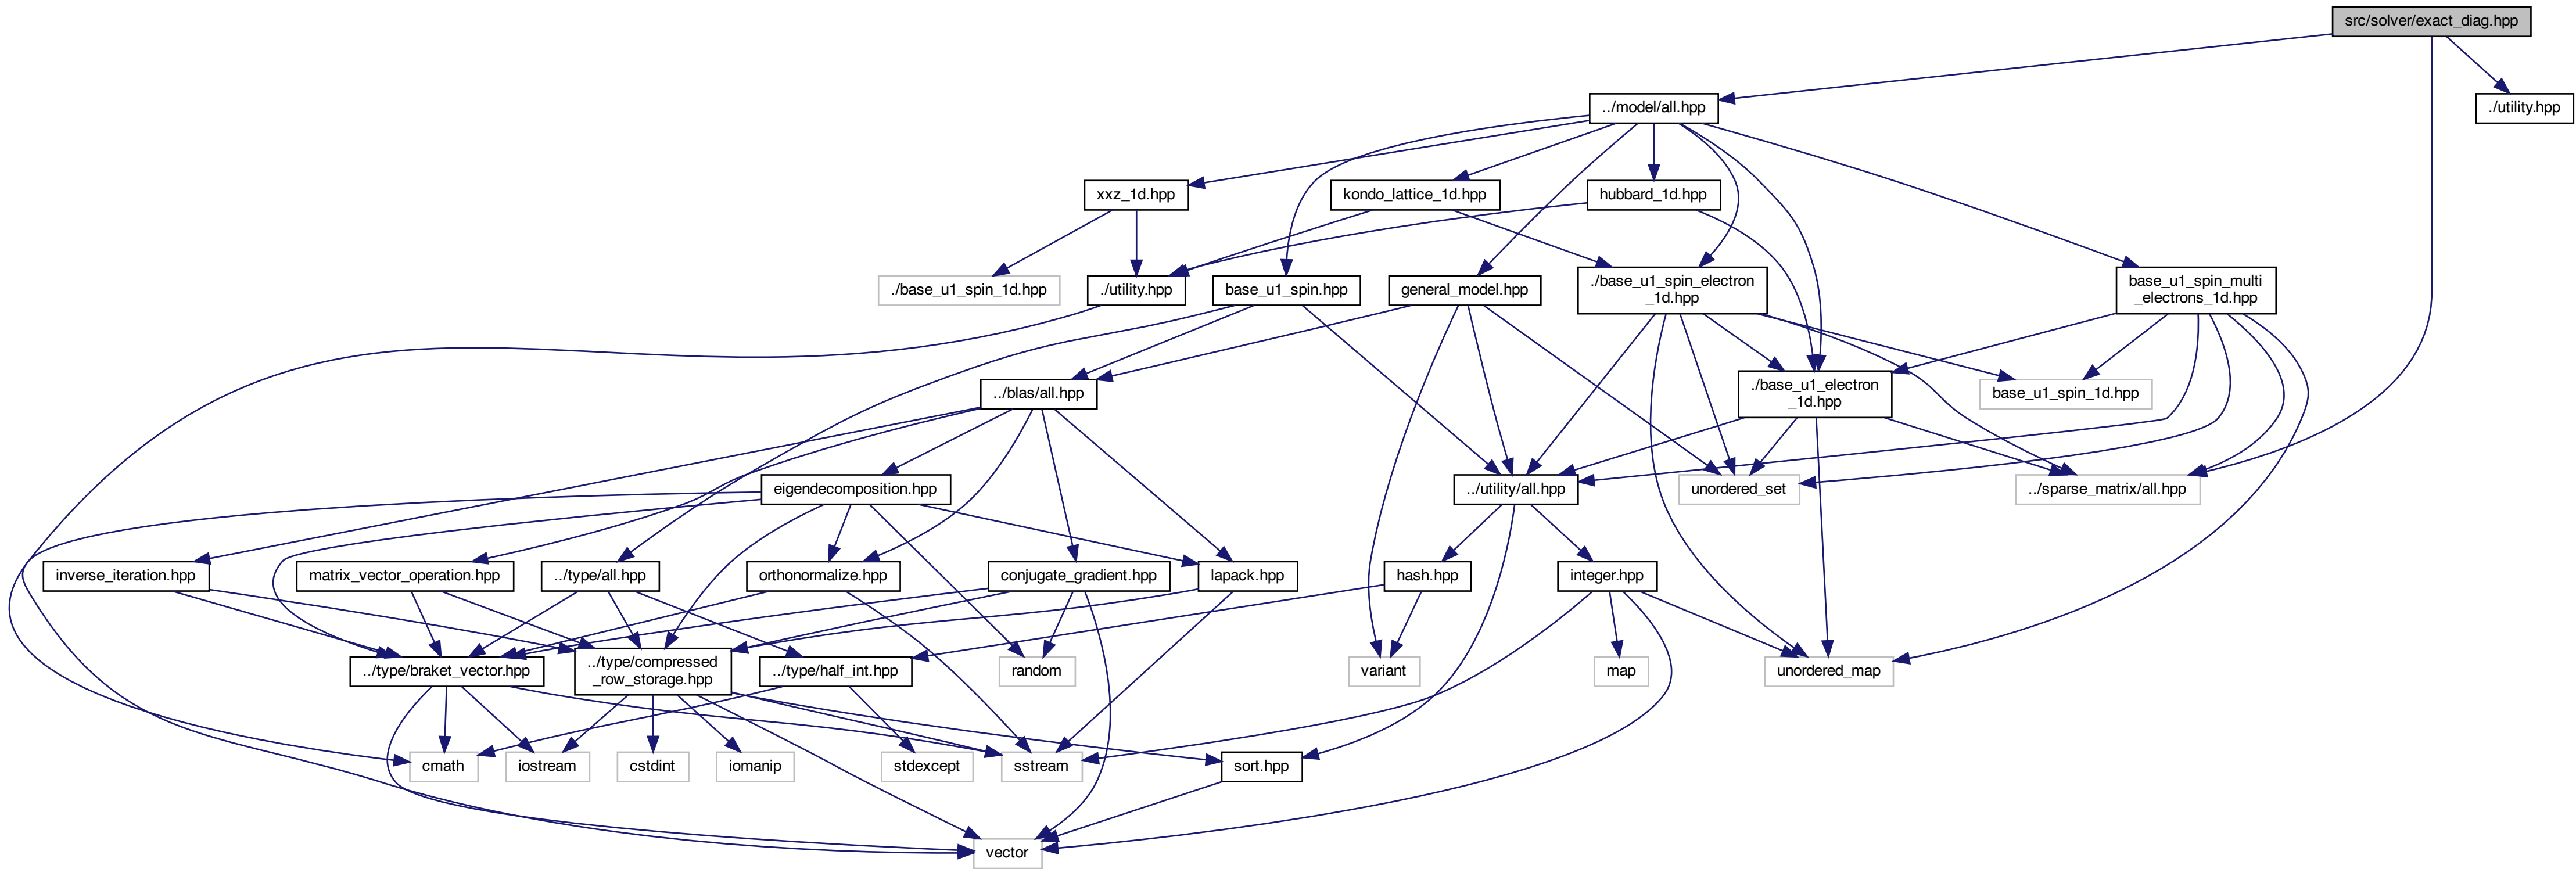 src/solver/exact_diag.hpp
../model/all.hpp
./utility.hpp
xxz_1d.hpp
kondo_lattice_1d.hpp
hubbard_1d.hpp
./base_u1_spin_1d.hpp
./utility.hpp
base_u1_spin.hpp
general_model.hpp
./base_u1_spin_electron
_1d.hpp
base_u1_spin_multi
_electrons_1d.hpp
../blas/all.hpp
./base_u1_electron
_1d.hpp
base_u1_spin_1d.hpp
eigendecomposition.hpp
../utility/all.hpp
unordered_set
../sparse_matrix/all.hpp
inverse_iteration.hpp
matrix_vector_operation.hpp
../type/all.hpp
orthonormalize.hpp
conjugate_gradient.hpp
lapack.hpp
hash.hpp
integer.hpp
../type/braket_vector.hpp
../type/compressed
_row_storage.hpp
../type/half_int.hpp
random
variant
map
unordered_map
cmath
iostream
cstdint
iomanip
stdexcept
sstream
sort.hpp
vector